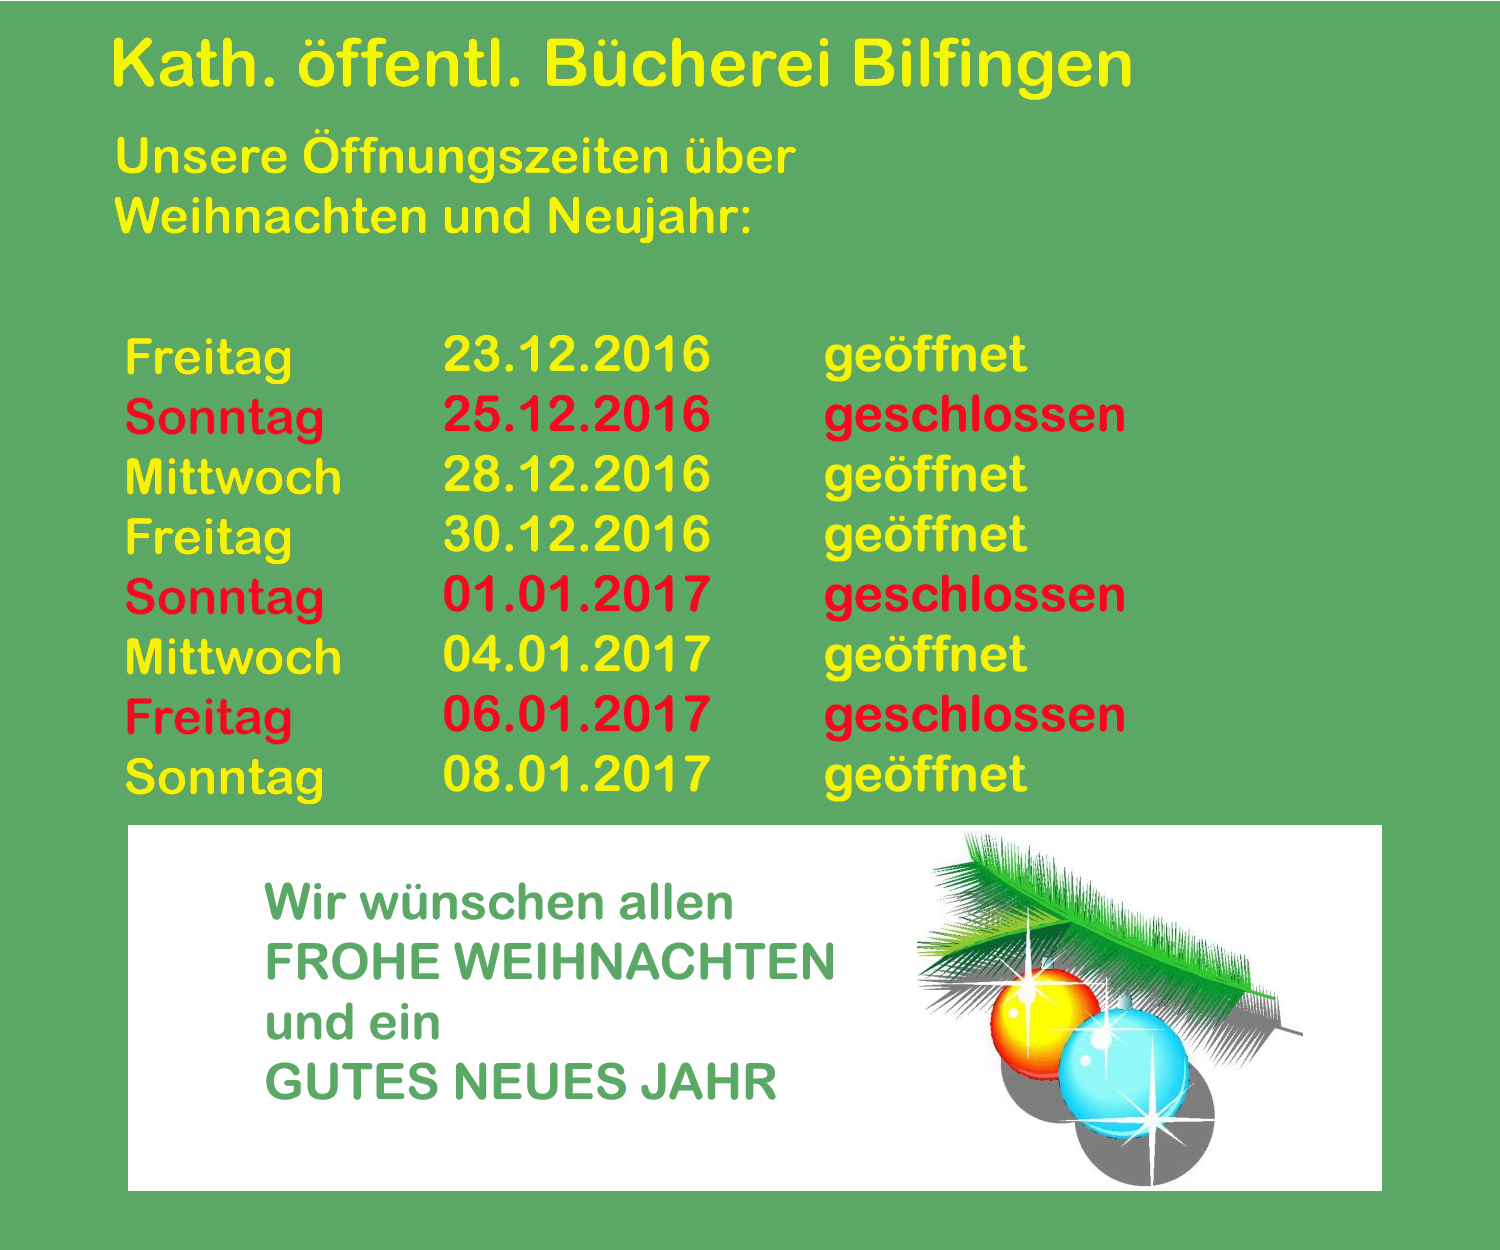 Kath. öffentl. Bücherei Bilfingen
Unsere Öffnungszeiten über
Weihnachten und Neujahr:
Freitag 23.12.2016 geöffnet
Sonntag 25.12.2016 geschlossen
Mittwoch 28.12.2016 geöffnet
Freitag 30.12.2016 geöffnet
Sonntag 01.01.2017 geschlossen
Mittwoch 04.01.2017 geöffnet
Freitag 06.01.2017 geschlossen
Sonntag 08.01.2017 geöffnet
Wir wünschen allen
FROHE WEIHNACHTEN
und ein
GUTES NEUES JAHR